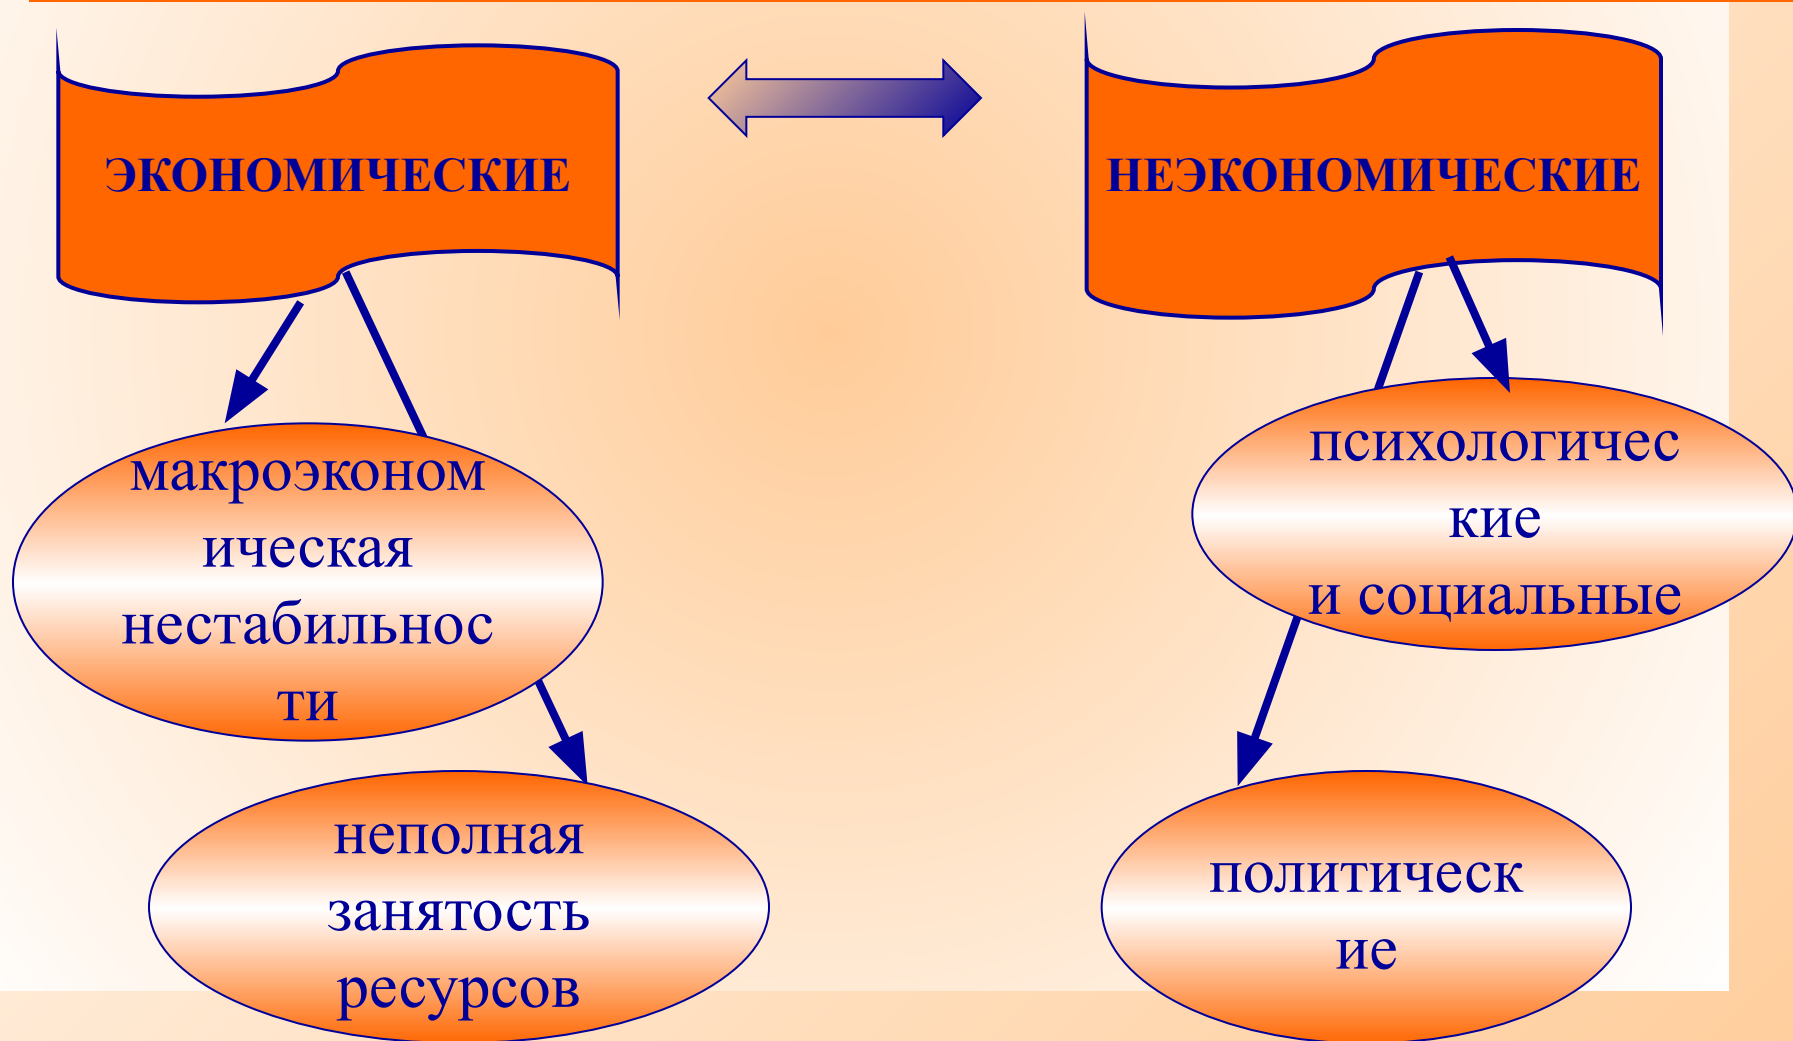 ЭКОНОМИЧЕСКИЕ
НЕЭКОНОМИЧЕСКИЕ
макроэконом
ическая
нестабильнос
ти
психологичес
кие
и социальные
неполная
занятость
ресурсов
политическ
ие